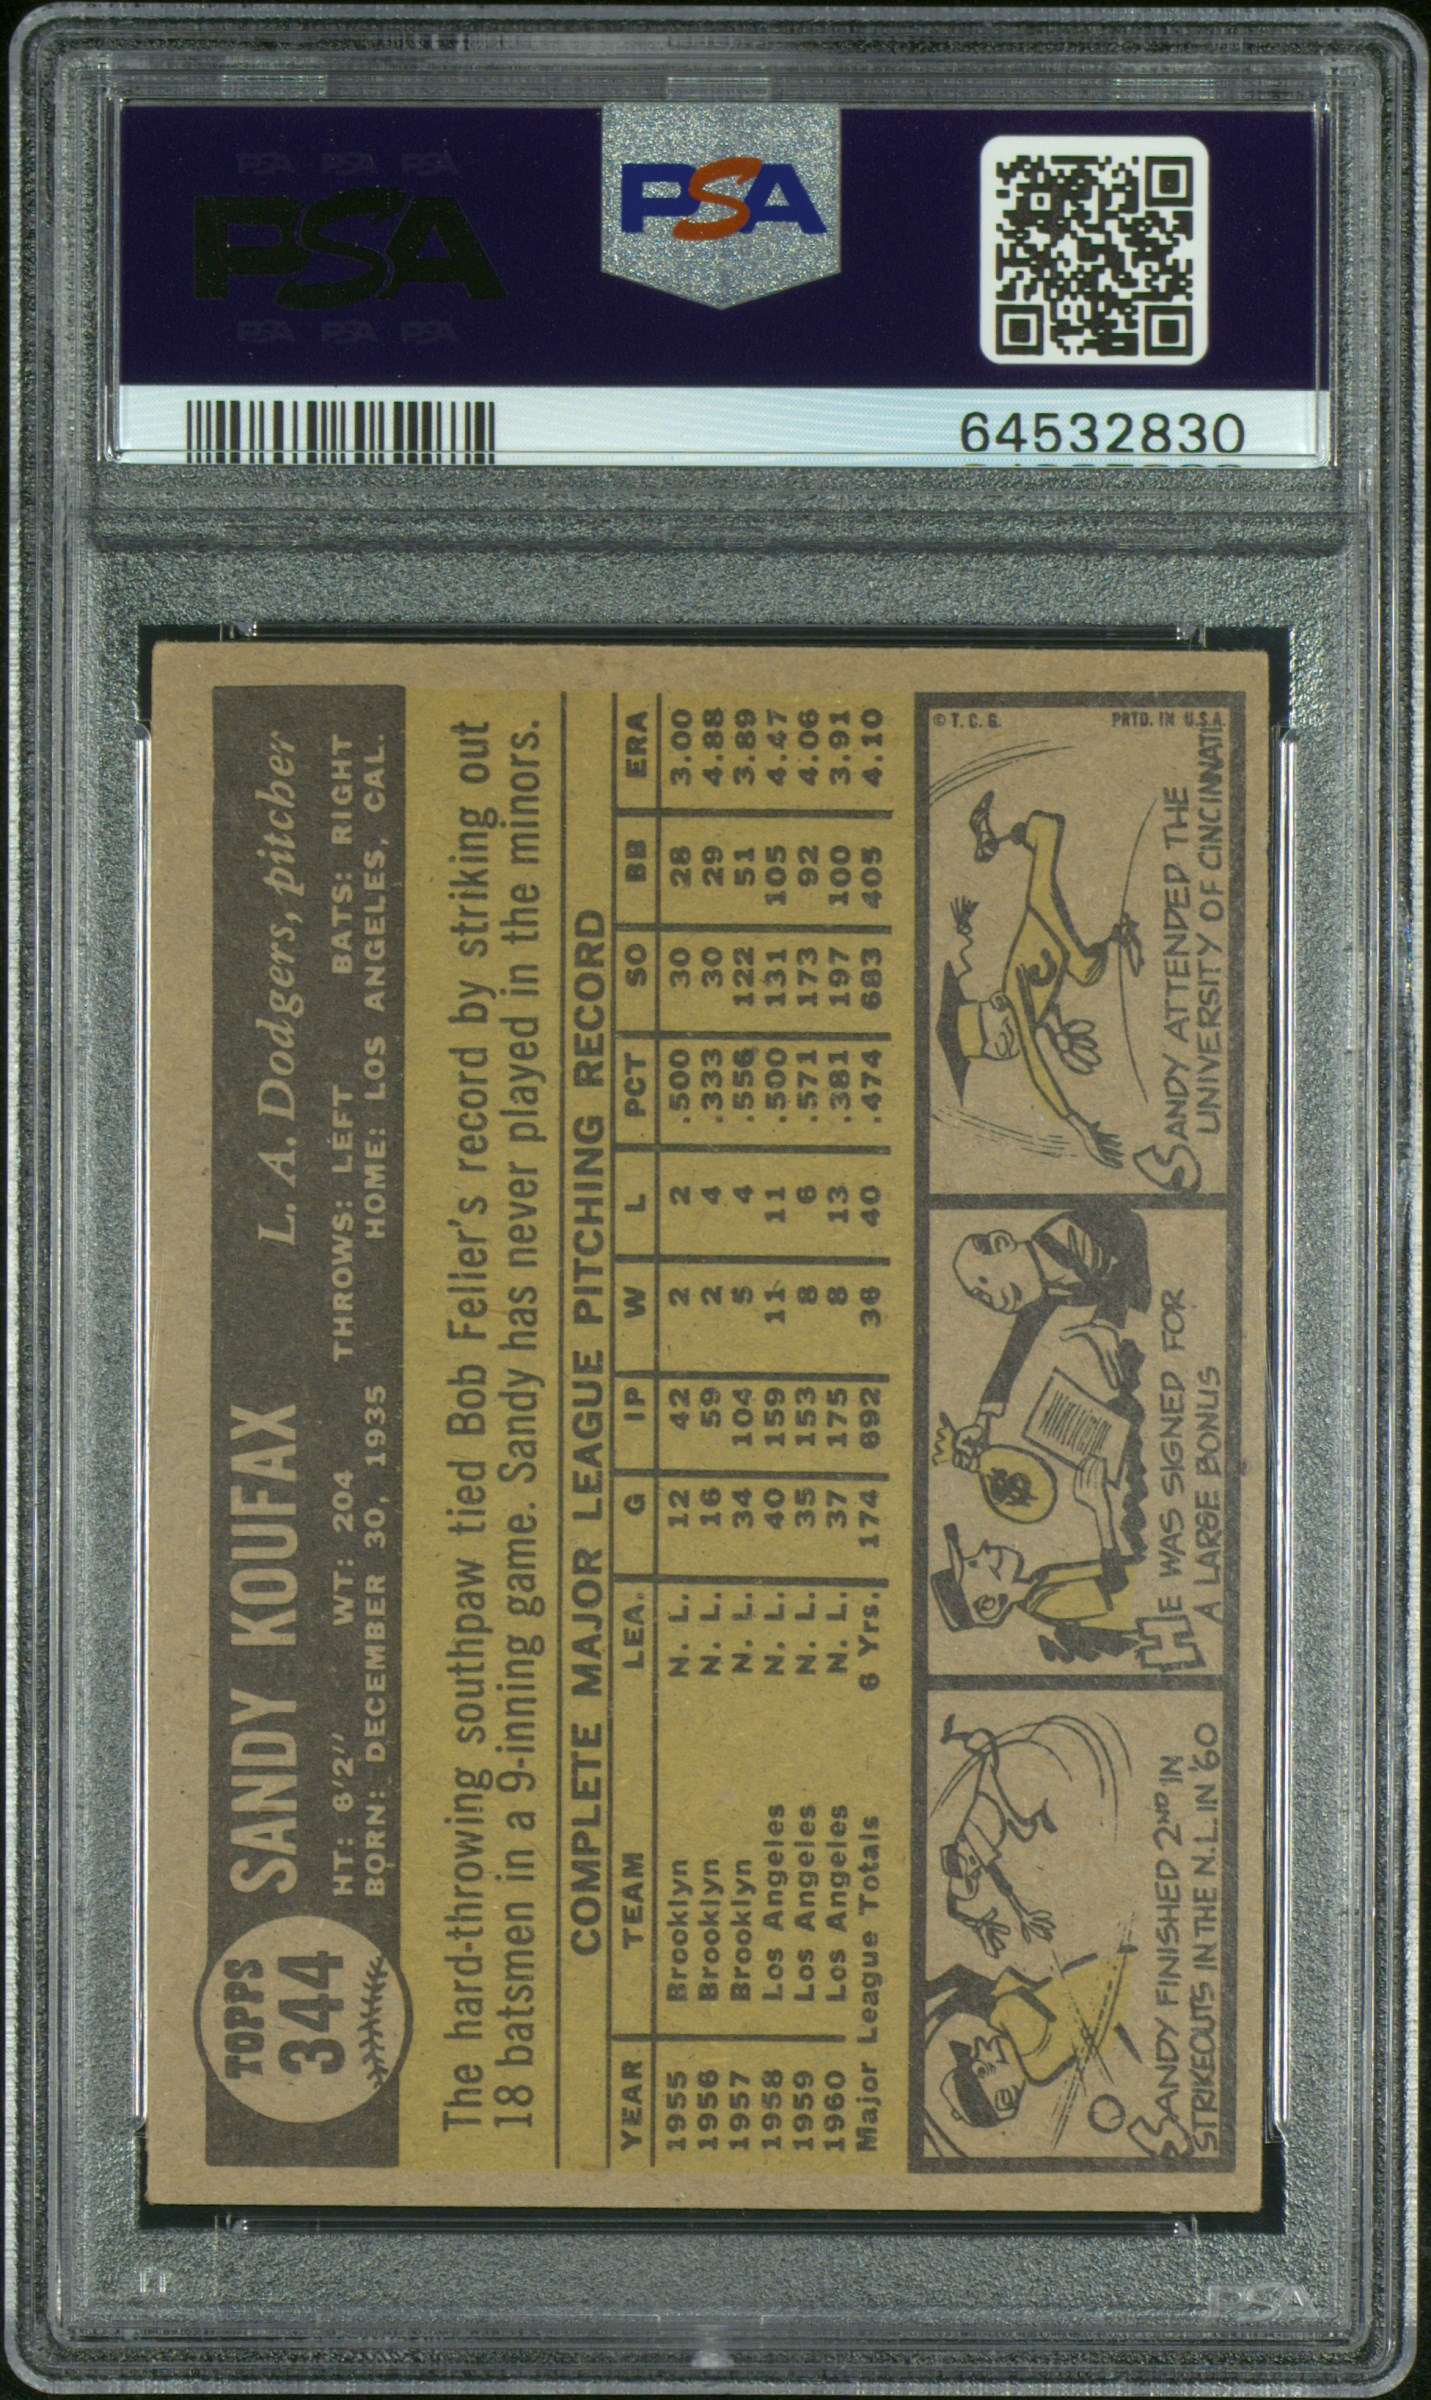 PSA PSA PSA
PSA
PSA PSA PSA
PSA
64532830
TOPPS
344
SANDY KOUFAX
L. A. Dodgers, pitcher
HT: 6'2" WT: 204 THROWS: LEFT BATS: RIGHT
BORN: DECEMBER 30, 1935 HOME: LOS ANGELES, CAL.
The hard-throwing southpaw tied Bob Feller's record by striking out
18 batsmen in a 9-inning game. Sandy has never played in the minors.
COMPLETE MAJOR LEAGUE PITCHING RECORD
YEAR TEAM LEA. G IP W L PCT SO BB ERA
1955 Brooklyn N. L. 12 42 2 2 .500 30 28 3.00
1956 Brooklyn N. L. 16 59 2 4 .333 30 29 4.88
1957 Brooklyn N. L. 34 104 5 4 .556 122 51 3.89
1958 Los Angeles N. L. 40 159 11 11 .500 131 105 4.47
1959 Los Angeles N. L. 35 153 8 6 .571 173 92 4.06
1960 Los Angeles N. L. 37 175 8 13 .381 197 100 3.91
Major League Totals 6 Yrs. 174 692 36 40 .474 683 405 4.10
SANDY FINISHED 2ND IN
STRIKEOUTS IN THE N.L. IN '60
$
HE WAS SIGNED FOR
A LARGE BONUS
C
SANDY ATTENDED THE
UNIVERSITY OF CINCINNATI
© T. C. G.
PRTD. IN U.S.A.
PSA